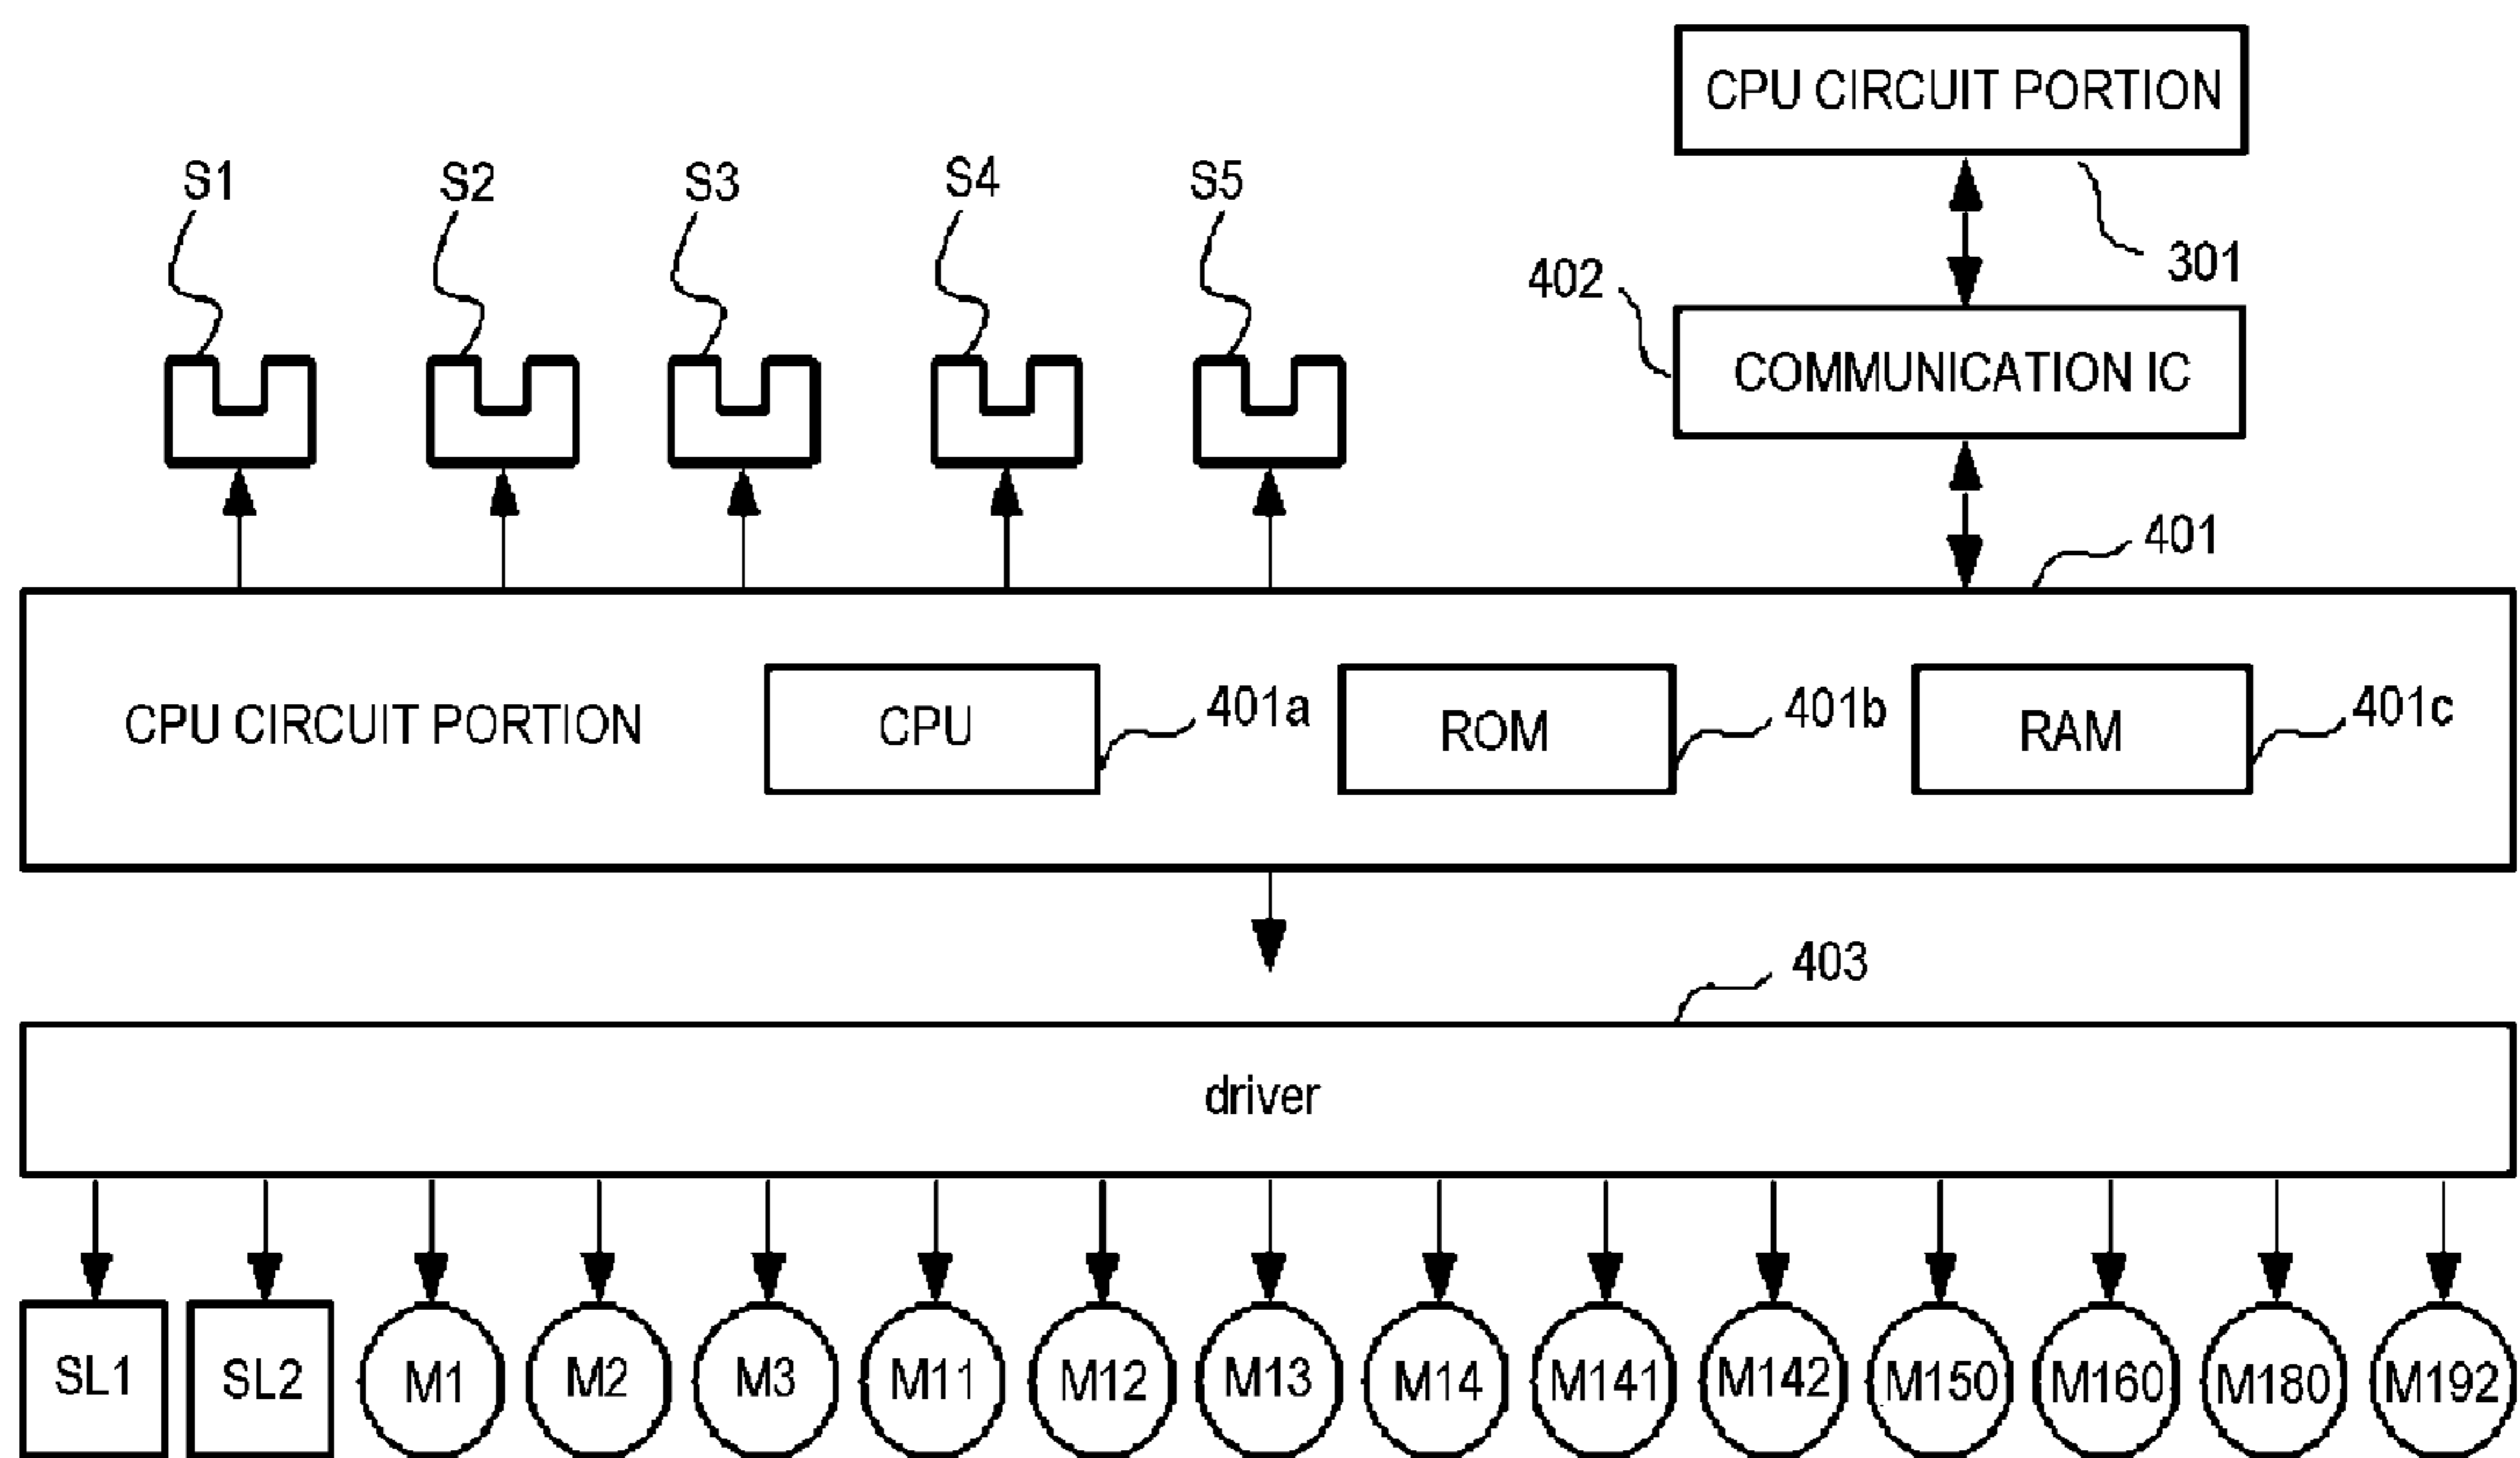 CPU CIRCUIT PORTION
S1 S2 S3 S4 S5
301
402
COMMUNICATION IC
401
CPU CIRCUIT PORTION
CPU
401a
ROM
401b
RAM
401c
403
driver
SL1 SL2 M1 M2 M3 M11 M12 M13 M14 M141 M142 M150 M160 M180 M192